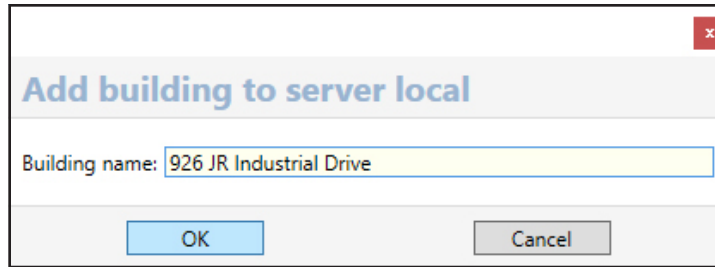 x
Add building to server local
Building name: 926 JR Industrial Drive
OK Cancel